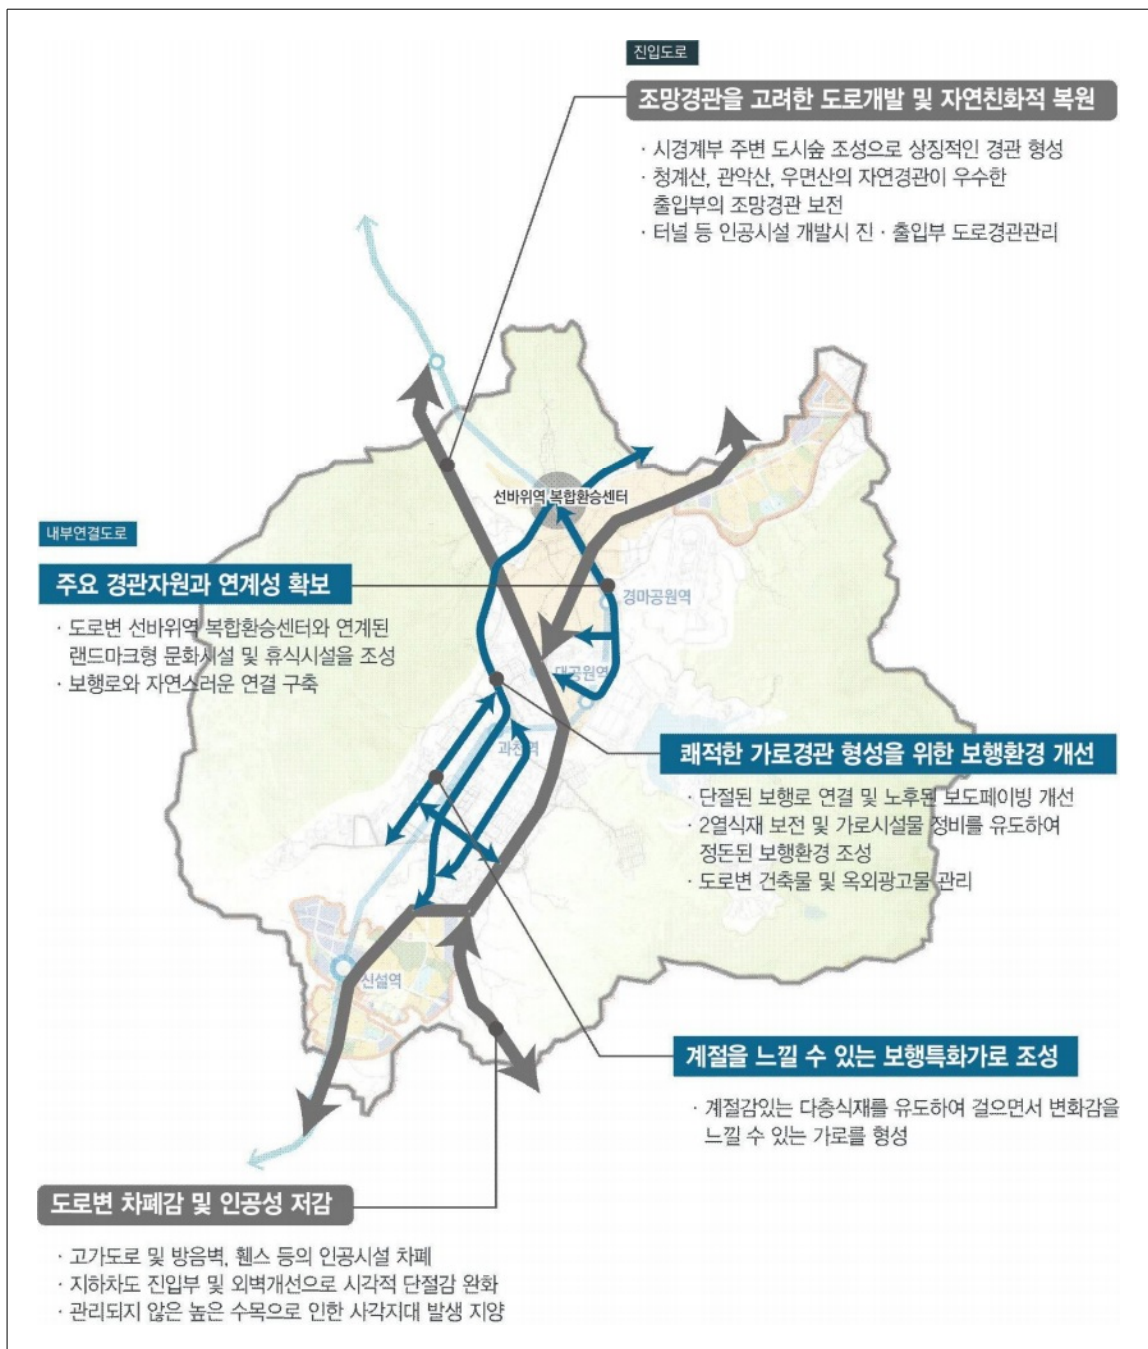 진입도로
조망경관을 고려한 도로개발 및 자연친화적 복원
· 시경계부 주변 도시숲 조성으로 상징적인 경관 형성
· 청계산, 관악산, 우면산의 자연경관이 우수한
출입부의 조망경관 보전
· 터널 등 인공시설 개발시 진 · 출입부 도로경관관리
선바위역 복합환승센터
내부연결도로
주요 경관자원과 연계성 확보
· 도로변 선바위역 복합환승센터와 연계된
랜드마크형 문화시설 및 휴식시설을 조성
· 보행로와 자연스러운 연결 구축
경마공원역
대공원역
과천역
쾌적한 가로경관 형성을 위한 보행환경 개선
· 단절된 보행로 연결 및 노후된 보도페이빙 개선
· 2열식재 보전 및 가로시설물 정비를 유도하여
정돈된 보행환경 조성
· 도로변 건축물 및 옥외광고물 관리
신설역
계절을 느낄 수 있는 보행특화가로 조성
· 계절감있는 다층식재를 유도하여 걸으면서 변화감을
느낄 수 있는 가로를 형성
도로변 차폐감 및 인공성 저감
· 고가도로 및 방음벽, 휀스 등의 인공시설 차폐
· 지하차도 진입부 및 외벽개선으로 시각적 단절감 완화
· 관리되지 않은 높은 수목으로 인한 사각지대 발생 지양